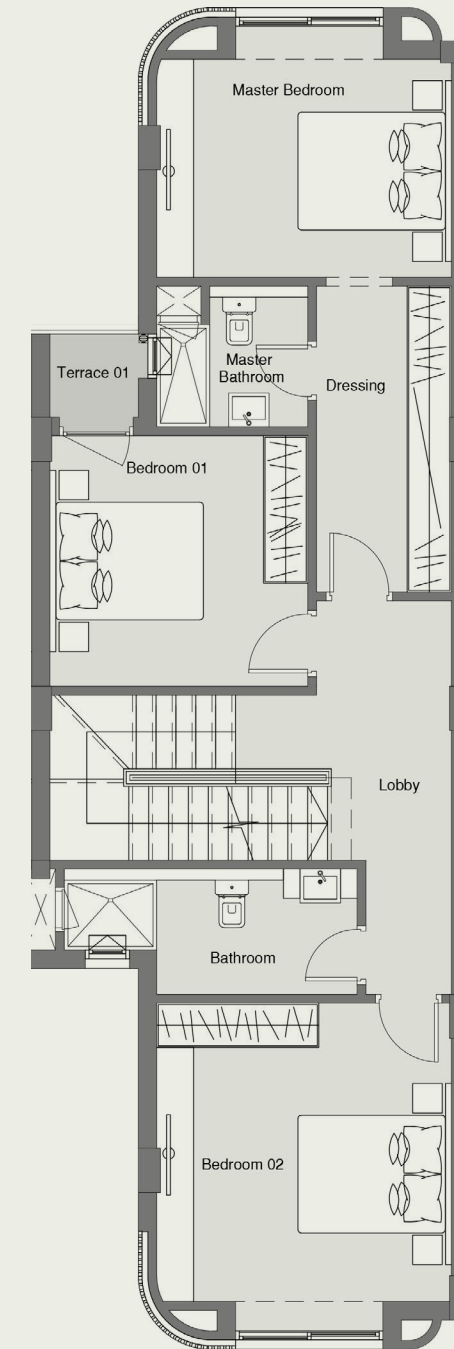 Master Bedroom
Master
Bathroom
Terrace 01
Dressing
Bedroom 01
Lobby
Bathroom
Bedroom 02